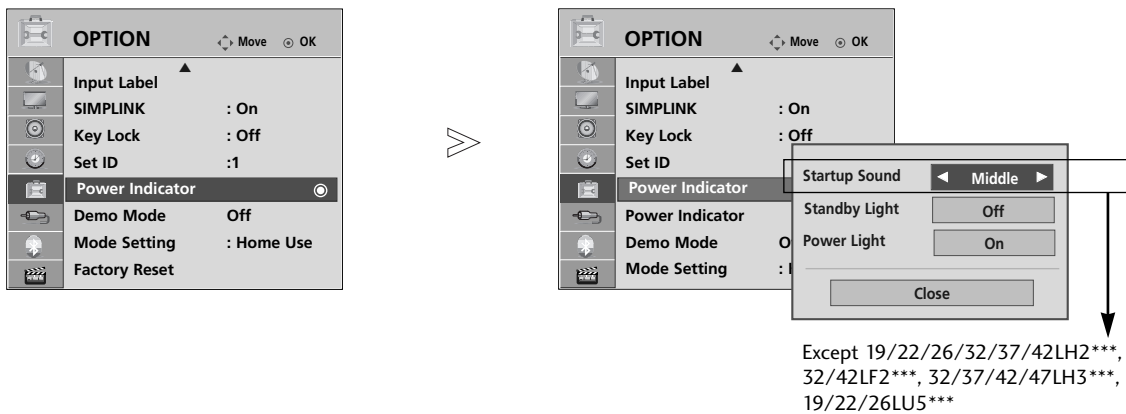 OPTION Move OK
Input Label
SIMPLINK : On
Key Lock : Off
Set ID :1
Power Indicator
Demo Mode Off
Mode Setting : Home Use
Factory Reset
OPTION Move OK
Input Label
SIMPLINK : On
Key Lock : Off
Set ID
Power Indicator
Power Indicator
Demo Mode O
Mode Setting :
Startup Sound Middle
Standby Light Off
Power Light On
Close
Except 19/22/26/32/37/42LH2***,
32/42LF2***, 32/37/42/47LH3***,
19/22/26LU5***